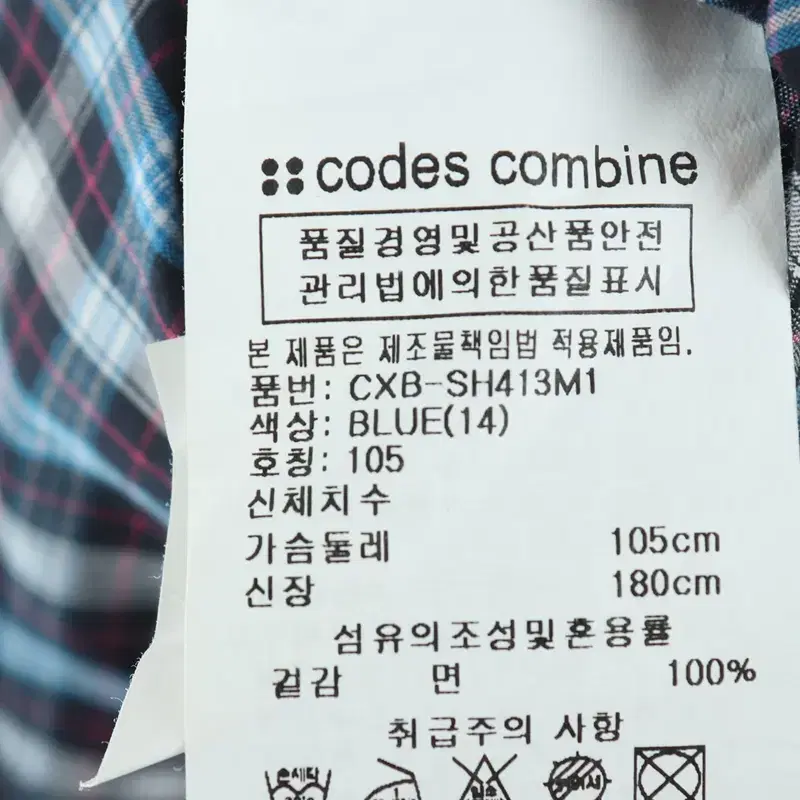 codes combine
품질경영및공산품안전
관리법에의한품질표시
본 제품은 제조물책임법 적용제품임.
품번: CXB-SH413M1
색상: BLUE(14)
호칭: 105
신체치수
가슴둘레 105cm
신장 180cm
섬유의조성및혼용률
겉감 면 100%
취급주의 사항
손세탁